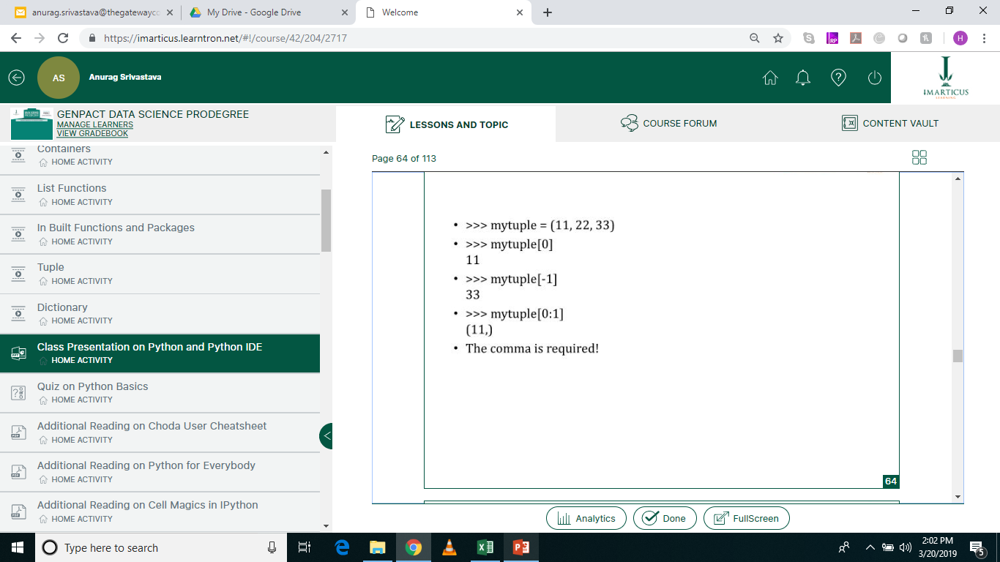 anurag.srivastava@thegatewayco
My Drive - Google Drive
Welcome
https://imarticus.learntron.net/#!/course/42/204/2717
H
AS
Anurag Srivastava
IMARTICUS
LEARNING
GENPACT DATA SCIENCE PRODEGREE
MANAGE LEARNERS
VIEW GRADEBOOK
LESSONS AND TOPIC
COURSE FORUM
CONTENT VAULT
Containers
HOME ACTIVITY
List Functions
HOME ACTIVITY
In Built Functions and Packages
HOME ACTIVITY
Tuple
HOME ACTIVITY
Dictionary
HOME ACTIVITY
Class Presentation on Python and Python IDE
HOME ACTIVITY
Quiz on Python Basics
HOME ACTIVITY
Additional Reading on Choda User Cheatsheet
HOME ACTIVITY
Additional Reading on Python for Everybody
HOME ACTIVITY
Additional Reading on Cell Magics in IPython
HOME ACTIVITY
Page 64 of 113
• >>> mytuple = (11, 22, 33)
• >>> mytuple[0]
11
• >>> mytuple[-1]
33
• >>> mytuple[0:1]
(11,)
• The comma is required!
64
Analytics
Done
FullScreen
Type here to search
2:02 PM
3/20/2019
5